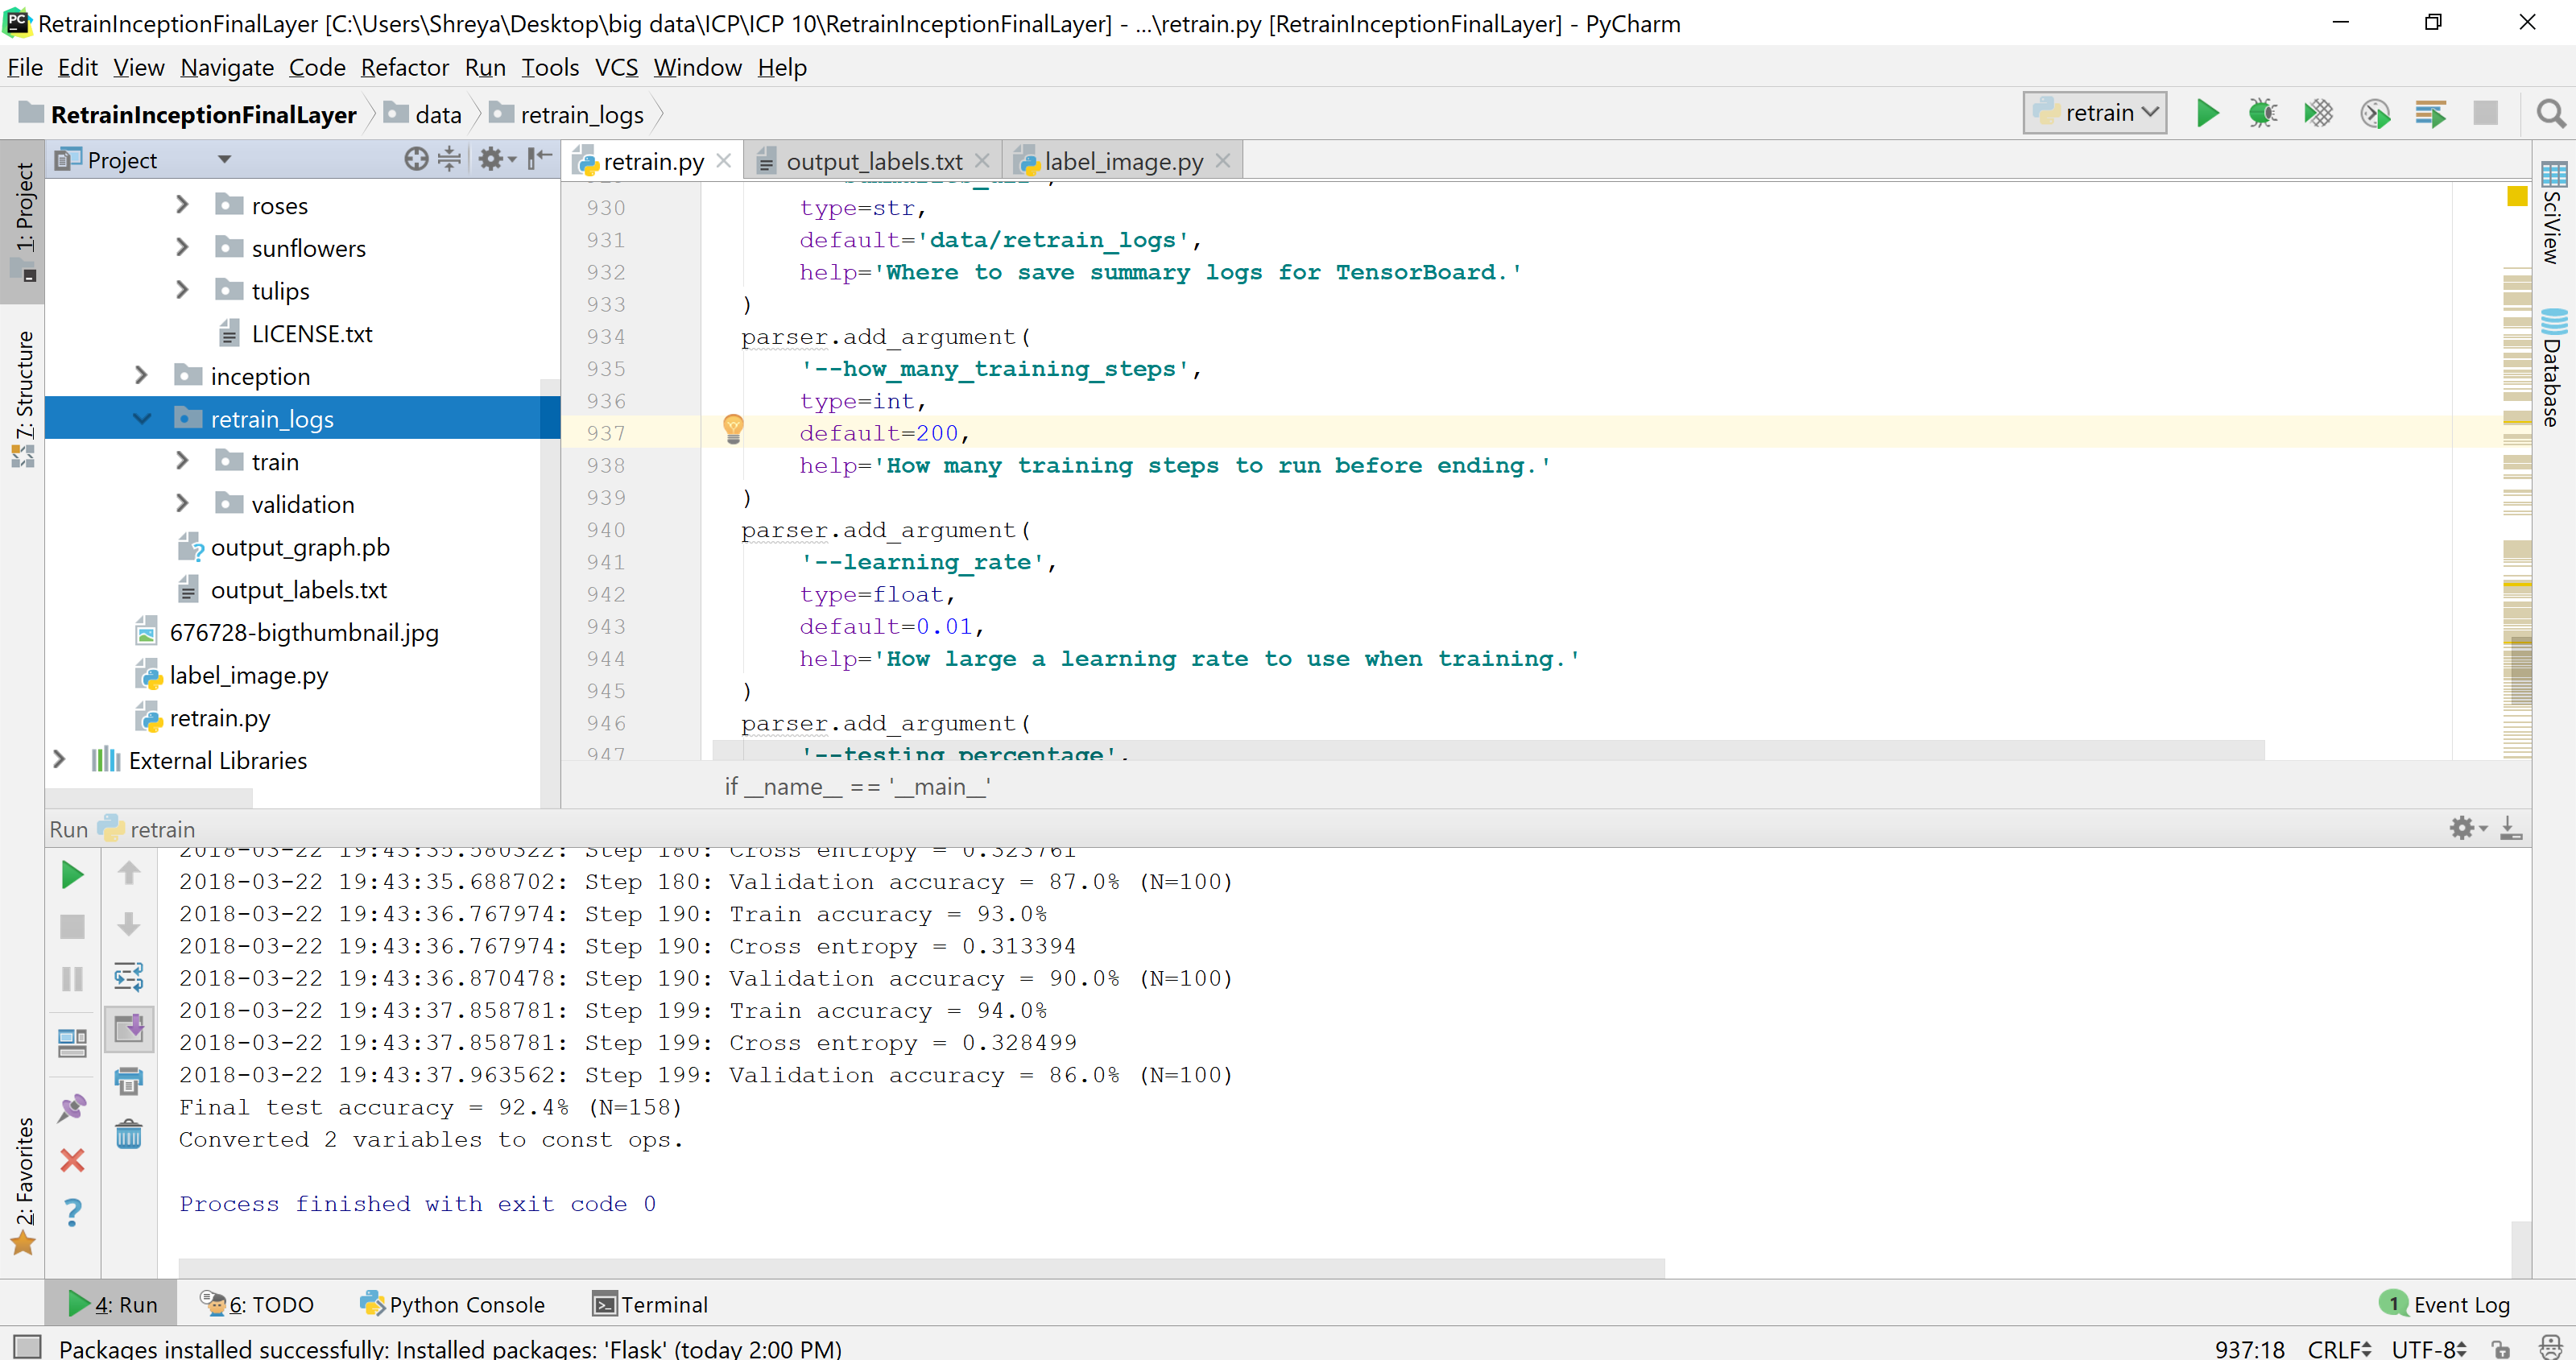 RetrainInceptionFinalLayer [C:\Users\Shreya\Desktop\big data\ICP\ICP 10\RetrainInceptionFinalLayer] - ...\retrain.py [RetrainInceptionFinalLayer] - PyCharm
File Edit View Navigate Code Refactor Run Tools VCS Window Help
RetrainInceptionFinalLayer data retrain_logs
retrain
Project
retrain.py
output_labels.txt
label_image.py
1: Project
7: Structure
2: Favorites
roses
sunflowers
tulips
LICENSE.txt
inception
retrain_logs
train
validation
output_graph.pb
output_labels.txt
676728-bigthumbnail.jpg
label_image.py
retrain.py
External Libraries
930 type=str,
931 default='data/retrain_logs',
932 help='Where to save summary logs for TensorBoard.'
933 )
934 parser.add_argument(
935 '--how_many_training_steps',
936 type=int,
937 default=200,
938 help='How many training steps to run before ending.'
939 )
940 parser.add_argument(
941 '--learning_rate',
942 type=float,
943 default=0.01,
944 help='How large a learning rate to use when training.'
945 )
946 parser.add_argument(
947 '--testing_percentage',
if __name__ == '__main__'
SciView
Database
Run retrain
2018-03-22 19:43:35.580322: Step 180: Cross entropy = 0.323761
2018-03-22 19:43:35.688702: Step 180: Validation accuracy = 87.0% (N=100)
2018-03-22 19:43:36.767974: Step 190: Train accuracy = 93.0%
2018-03-22 19:43:36.767974: Step 190: Cross entropy = 0.313394
2018-03-22 19:43:36.870478: Step 190: Validation accuracy = 90.0% (N=100)
2018-03-22 19:43:37.858781: Step 199: Train accuracy = 94.0%
2018-03-22 19:43:37.858781: Step 199: Cross entropy = 0.328499
2018-03-22 19:43:37.963562: Step 199: Validation accuracy = 86.0% (N=100)
Final test accuracy = 92.4% (N=158)
Converted 2 variables to const ops.
Process finished with exit code 0
4: Run 6: TODO Python Console Terminal 1 Event Log
Packages installed successfully: Installed packages: 'Flask' (today 2:00 PM) 937:18 CRLF UTF-8